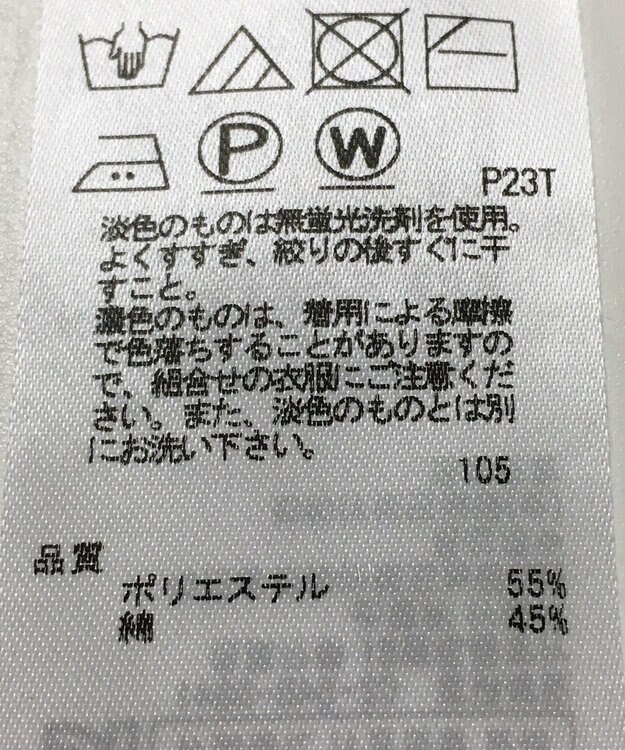 P W
P23T
淡色のものは無蛍光洗剤を使用。
よくすすぎ、絞りの後すぐに干
すこと。
濃色のものは、着用による摩擦
で色落ちすることがありますの
で、組合せの衣服にご注意くだ
さい。また、淡色のものとは別
にお洗い下さい。
105
品質
ポリエステル 55%
綿 45%